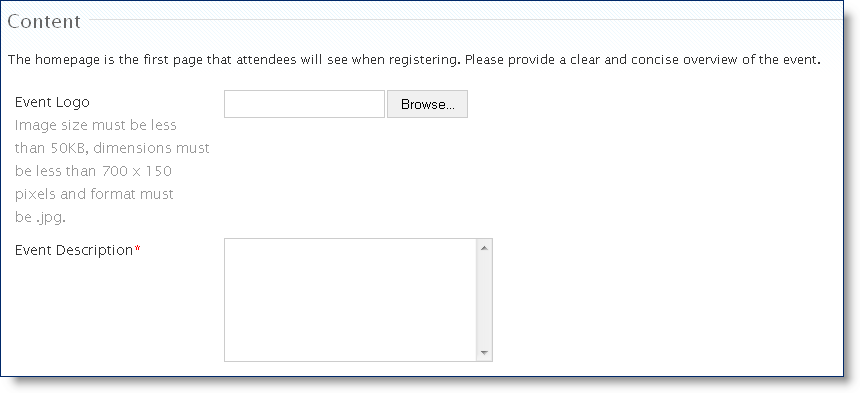 Content
The homepage is the first page that attendees will see when registering. Please provide a clear and concise overview of the event.
Event Logo
Browse...
Image size must be less
than 50KB, dimensions must
be less than 700 x 150
pixels and format must
be .jpg.
Event Description*